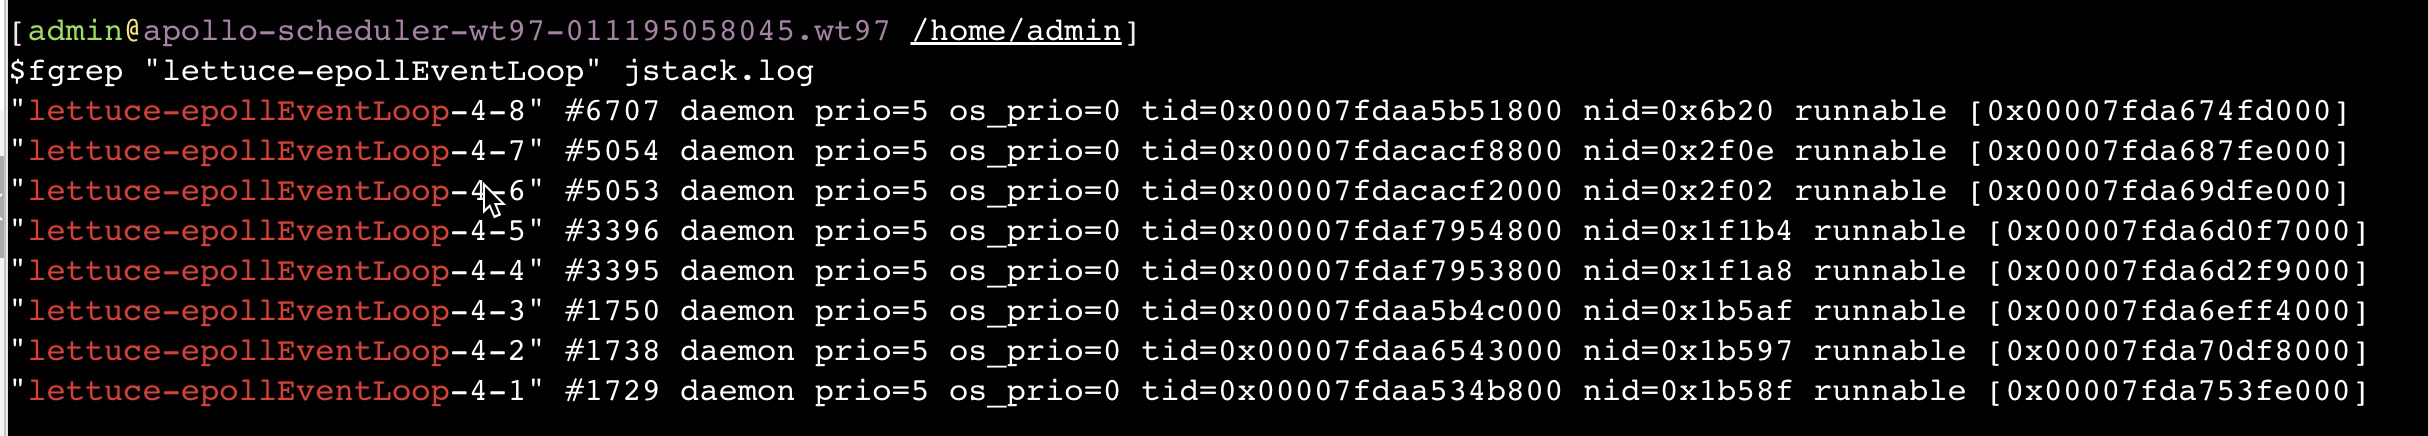 [admin@apollo-scheduler-wt97-011195058045.wt97 /home/admin]
$fgrep "lettuce-epollEventLoop" jstack.log
"lettuce-epollEventLoop-4-8" #6707 daemon prio=5 os_prio=0 tid=0x00007fdaa5b51800 nid=0x6b20 runnable [0x00007fda674fd000]
"lettuce-epollEventLoop-4-7" #5054 daemon prio=5 os_prio=0 tid=0x00007fdacacf8800 nid=0x2f0e runnable [0x00007fda687fe000]
"lettuce-epollEventLoop-4-6" #5053 daemon prio=5 os_prio=0 tid=0x00007fdacacf2000 nid=0x2f02 runnable [0x00007fda69dfe000]
"lettuce-epollEventLoop-4-5" #3396 daemon prio=5 os_prio=0 tid=0x00007fdaf7954800 nid=0x1f1b4 runnable [0x00007fda6d0f7000]
"lettuce-epollEventLoop-4-4" #3395 daemon prio=5 os_prio=0 tid=0x00007fdaf7953800 nid=0x1f1a8 runnable [0x00007fda6d2f9000]
"lettuce-epollEventLoop-4-3" #1750 daemon prio=5 os_prio=0 tid=0x00007fdaa5b4c000 nid=0x1b5af runnable [0x00007fda6eff4000]
"lettuce-epollEventLoop-4-2" #1738 daemon prio=5 os_prio=0 tid=0x00007fdaa6543000 nid=0x1b597 runnable [0x00007fda70df8000]
"lettuce-epollEventLoop-4-1" #1729 daemon prio=5 os_prio=0 tid=0x00007fdaa534b800 nid=0x1b58f runnable [0x00007fda753fe000]